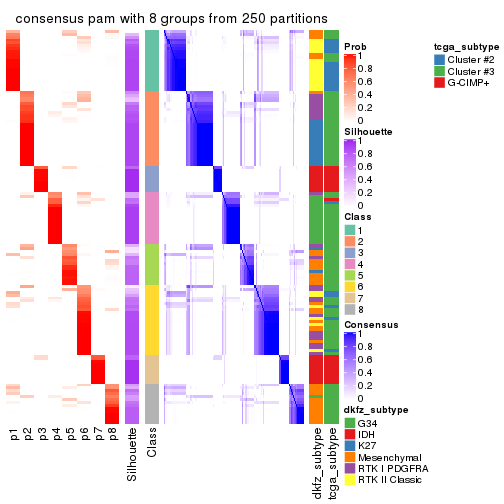 consensus pam with 8 groups from 250 partitions
Prob
1
0.8
0.6
0.4
0.2
0
Silhouette
1
0.8
0.6
0.4
0.2
0
Class
1
2
3
4
5
6
7
8
Consensus
1
0.8
0.6
0.4
0.2
0
dkfz_subtype
G34
IDH
K27
Mesenchymal
RTK I PDGFRA
RTK II Classic
tcga_subtype
Cluster #2
Cluster #3
G-CIMP+
p1
p2
p3
p4
p5
p6
p7
p8
Silhouette
Class
dkfz_subtype
tcga_subtype